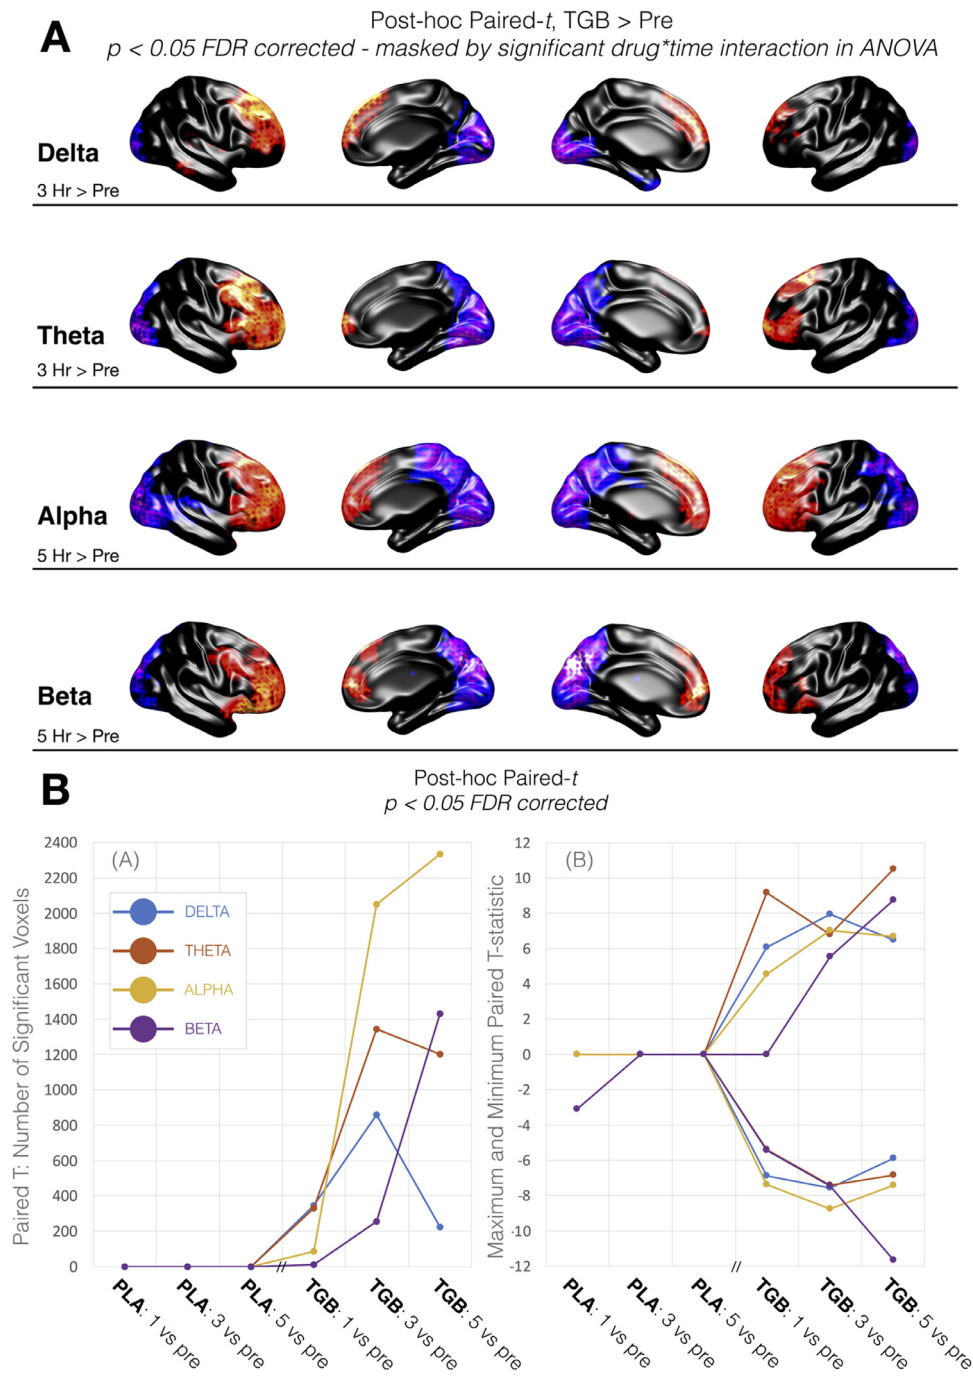 A
Post-hoc Paired-t, TGB > Pre
p < 0.05 FDR corrected - masked by significant drug*time interaction in ANOVA
Delta
3 Hr > Pre
Theta
3 Hr > Pre
Alpha
5 Hr > Pre
Beta
5 Hr > Pre
B
Post-hoc Paired-t
p < 0.05 FDR corrected
(A)
Paired T: Number of Significant Voxels
2400
2200
2000
1800
1600
1400
1200
1000
800
600
400
200
0
DELTA
THETA
ALPHA
BETA
//
PLA: 1 vs pre
PLA: 3 vs pre
PLA: 5 vs pre
TGB: 1 vs pre
TGB: 3 vs pre
TGB: 5 vs pre
(B)
Maximum and Minimum Paired T-statistic
12
10
8
6
4
2
0
-2
-4
-6
-8
-10
-12
//
PLA: 1 vs pre
PLA: 3 vs pre
PLA: 5 vs pre
TGB: 1 vs pre
TGB: 3 vs pre
TGB: 5 vs pre